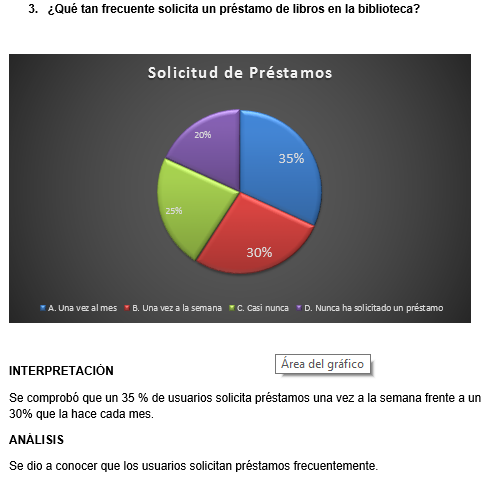 3. ¿Qué tan frecuente solicita un préstamo de libros en la biblioteca?
Solicitud de Préstamos
20%
35%
25%
30%
A. Una vez al mes B. Una vez a la semana C. Casi nunca D. Nunca ha solicitado un préstamo
Área del gráfico
INTERPRETACIÓN
Se comprobó que un 35 % de usuarios solicita préstamos una vez a la semana frente a un
30% que la hace cada mes.
ANÀLISIS
Se dio a conocer que los usuarios solicitan préstamos frecuentemente.